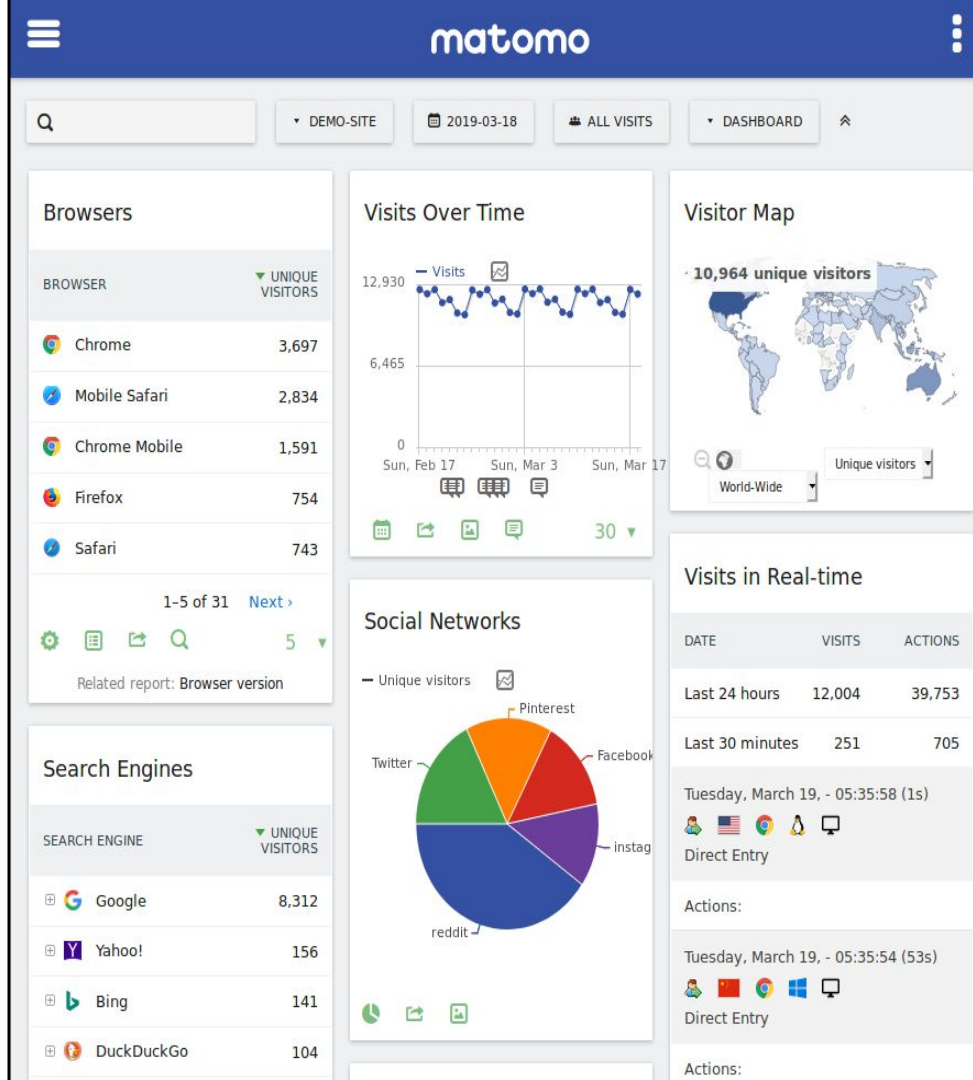 matomo
DEMO-SITE
2019-03-18
ALL VISITS
DASHBOARD
Browsers
BROWSER
UNIQUE
VISITORS
Chrome 3,697
Mobile Safari 2,834
Chrome Mobile 1,591
Firefox 754
Safari 743
1–5 of 31 Next ›
5
Related report: Browser version
Search Engines
SEARCH ENGINE
UNIQUE
VISITORS
Google 8,312
Yahoo! 156
Bing 141
DuckDuckGo 104
Visits Over Time
Visits
12,930
6,465
0
Sun, Feb 17 Sun, Mar 3 Sun, Mar 17
30
Social Networks
Unique visitors
Pinterest
Twitter
Facebook
instag
reddit
Visitor Map
10,964 unique visitors
Unique visitors
World-Wide
Visits in Real-time
DATE VISITS ACTIONS
Last 24 hours 12,004 39,753
Last 30 minutes 251 705
Tuesday, March 19, - 05:35:58 (1s)
Direct Entry
Actions:
Tuesday, March 19, - 05:35:54 (53s)
Direct Entry
Actions: